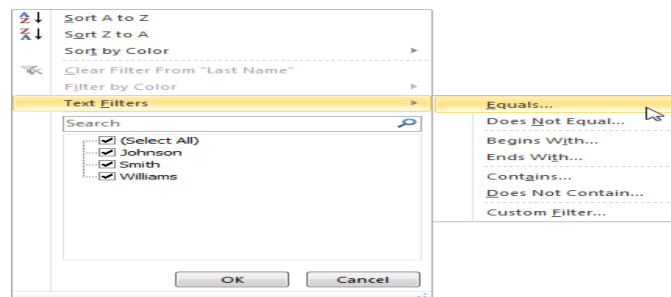 Sort A to Z
Sort Z to A
Sort by Color
Clear Filter From "Last Name"
Filter by Color
Text Filters
Search
(Select All)
Johnson
Smith
Williams
OK
Cancel
Equals...
Does Not Equal...
Begins With...
Ends With...
Contains...
Does Not Contain...
Custom Filter...